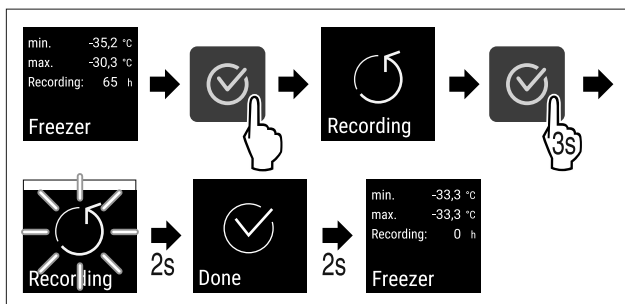 min. -35,2 °C
max. -30,3 °C
Recording: 65 h
Freezer
Recording
3s
Recording
2s
Done
2s
min. -33,3 °C
max. -33,3 °C
Recording: 0 h
Freezer